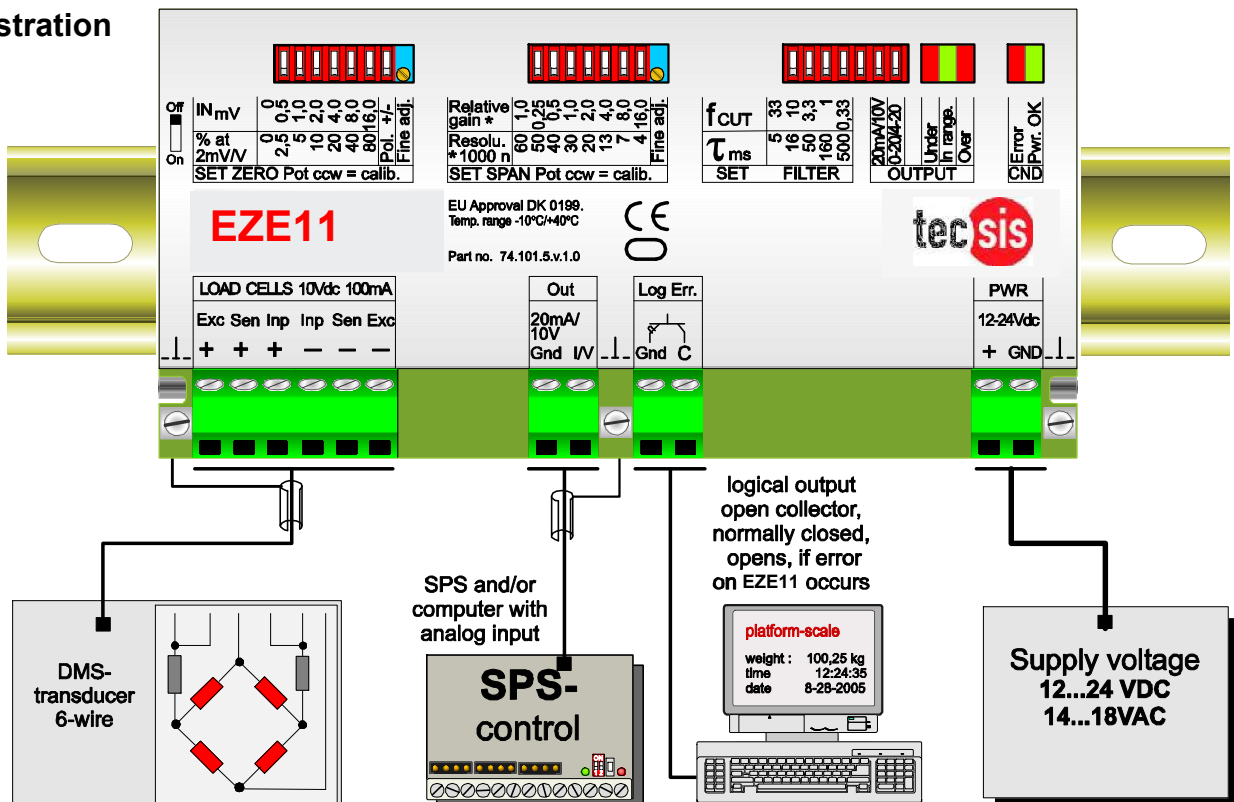 stration
Off
On
IN mV
0 0,5 1,0 2,0 4,0 8,0 16,0
% at 2mV/V
0 2,5 5 10 20 40 80
Pol. +/-
Fine adj.
SET ZERO Pot ccw = calib.
Relative gain *
1,0 0,25 0,5 1,0 2,0 4,0 8,0 16,0
Resolu. *1000 n
60 50 40 30 20 13 7 4
Fine adj.
SET SPAN Pot ccw = calib.
fCUT
33 10 3,3 1 0,33
τ ms
5 16 50 160 500
SET FILTER
20mA/10V
0-20/4-20
Under
In range.
Over
OUTPUT
Error
Pwr. OK
CND
EZE11
EU Approval DK 0199.
Temp. range -10°C/+40°C
Part no. 74.101.5.v.1.0
CE
tecsis
LOAD CELLS 10Vdc 100mA
Exc Sen Inp Inp Sen Exc
+ + + — — —
Out
20mA/
10V
Gnd I/V
Log Err.
Gnd C
PWR
12-24Vdc
+ GND
DMS-
transducer
6-wire
SPS and/or
computer with
analog input
SPS-
control
logical output
open collector,
normally closed,
opens, if error
on EZE11 occurs
platform-scale
weight : 100,25 kg
time 12:24:35
date 8-28-2005
Supply voltage
12...24 VDC
14...18VAC